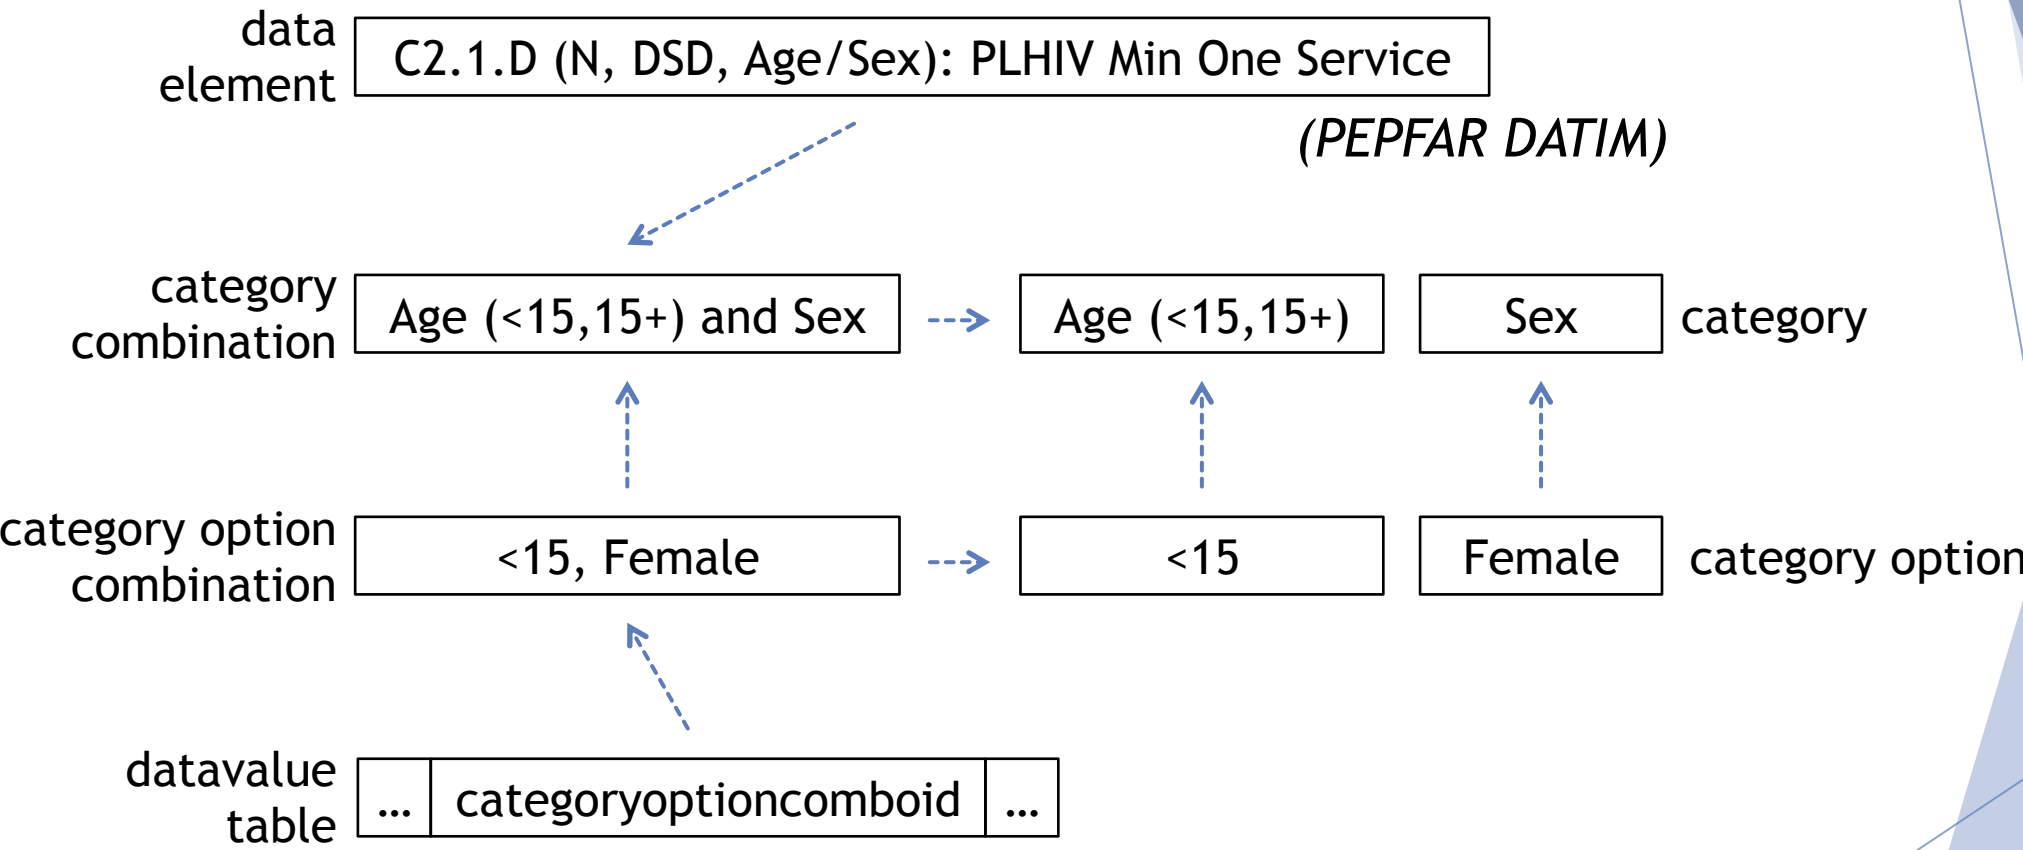 data
element
C2.1.D (N, DSD, Age/Sex): PLHIV Min One Service
(PEPFAR DATIM)
category
combination
Age (<15,15+) and Sex
Age (<15,15+)
Sex
category
category option
combination
<15, Female
<15
Female
category option
datavalue
table
...
categoryoptioncomboid
...